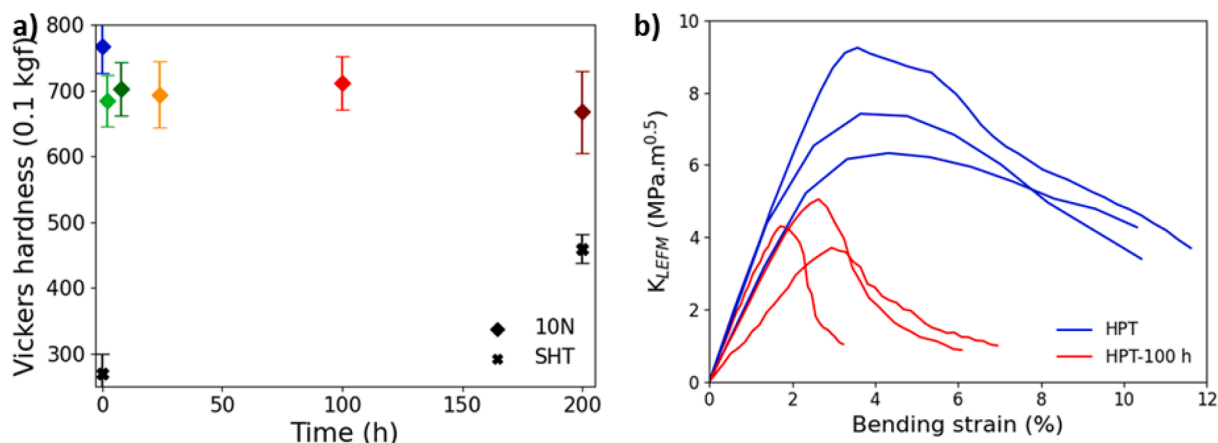 a)
Vickers hardness (0.1 kgf)
800
700
600
500
400
300
0
50
100
150
200
Time (h)
10N
SHT
b)
K_LEFM (MPa.m^0.5)
10
8
6
4
2
0
0
2
4
6
8
10
12
Bending strain (%)
HPT
HPT-100 h